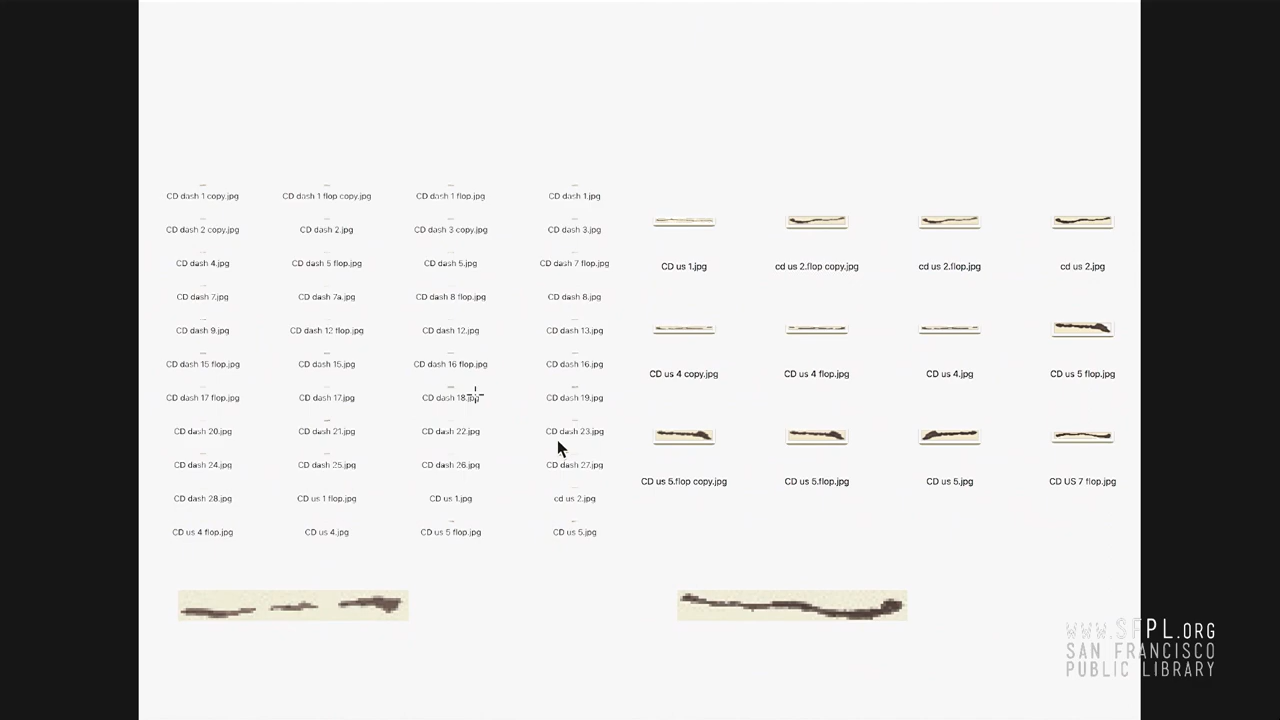 CD dash 1 copy.jpg CD dash 1 flop copy.jpg CD dash 1 flop.jpg CD dash 1.jpg
CD dash 2 copy.jpg CD dash 2.jpg CD dash 3 copy.jpg CD dash 3.jpg
CD dash 4.jpg CD dash 5 flop.jpg CD dash 5.jpg CD dash 7 flop.jpg
CD dash 7.jpg CD dash 7a.jpg CD dash 8 flop.jpg CD dash 8.jpg
CD dash 9.jpg CD dash 12 flop.jpg CD dash 12.jpg CD dash 13.jpg
CD dash 15 flop.jpg CD dash 15.jpg CD dash 16 flop.jpg CD dash 16.jpg
CD dash 17 flop.jpg CD dash 17.jpg CD dash 18.jpg CD dash 19.jpg
CD dash 20.jpg CD dash 21.jpg CD dash 22.jpg CD dash 23.jpg
CD dash 24.jpg CD dash 25.jpg CD dash 26.jpg CD dash 27.jpg
CD dash 28.jpg CD us 1 flop.jpg CD us 1.jpg cd us 2.jpg
CD us 4 flop.jpg CD us 4.jpg CD us 5 flop.jpg CD us 5.jpg
CD us 1.jpg cd us 2.flop copy.jpg cd us 2.flop.jpg cd us 2.jpg
CD us 4 copy.jpg CD us 4 flop.jpg CD us 4.jpg CD us 5 flop.jpg
CD us 5.flop copy.jpg CD us 5.flop.jpg CD us 5.jpg CD US 7 flop.jpg
WWW.SFPL.ORG
SAN FRANCISCO
PUBLIC LIBRARY